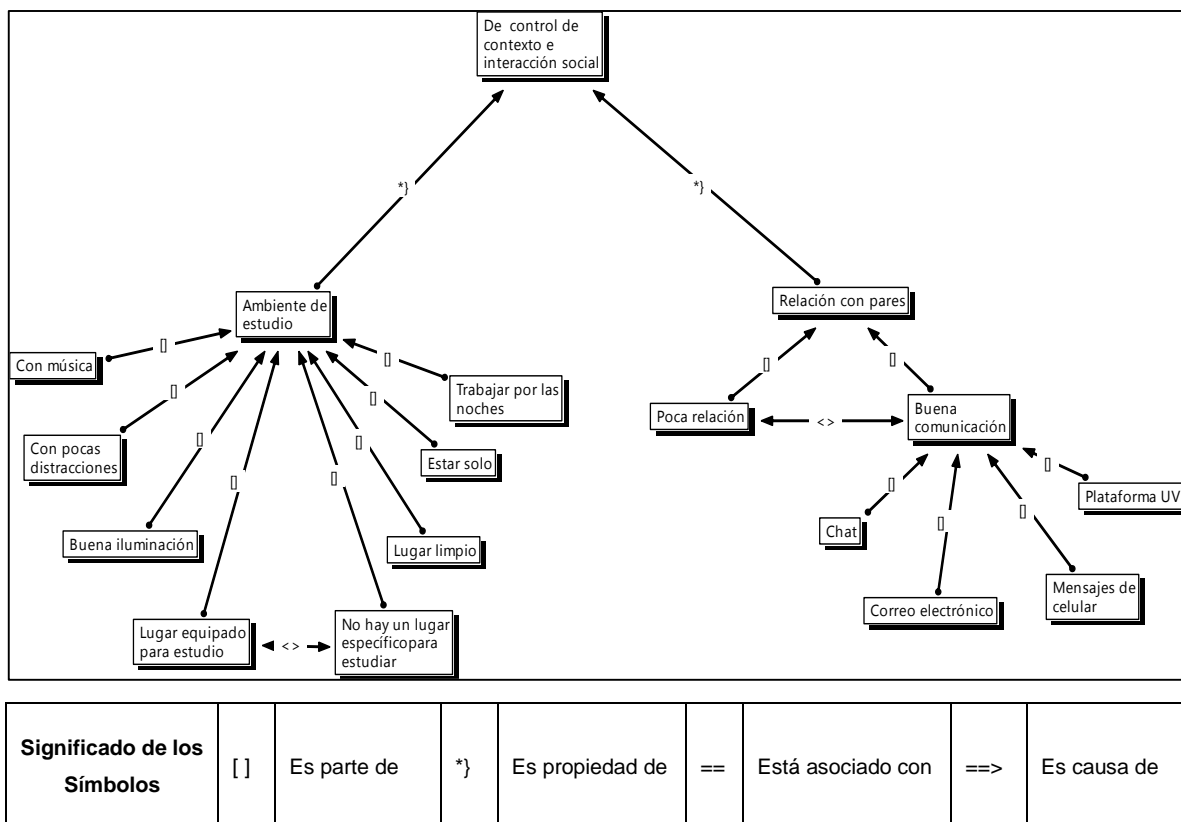 De control de
contexto e
interacción social
*}
*}
Ambiente de
estudio
Relación con pares
[]
[]
[]
[]
[]
[]
[]
[]
[]
[]
Con música
Trabajar por las
noches
Poca relación
< >
Buena
comunicación
Con pocas
distracciones
Estar solo
[]
[]
[]
[]
Plataforma UV
Chat
Buena iluminación
Lugar limpio
Mensajes de
celular
Correo electrónico
Lugar equipado
para estudio
< >
No hay un lugar
específicopara
estudiar
Significado de los
Símbolos
[ ]
Es parte de
*}
Es propiedad de
==
Está asociado con
==>
Es causa de